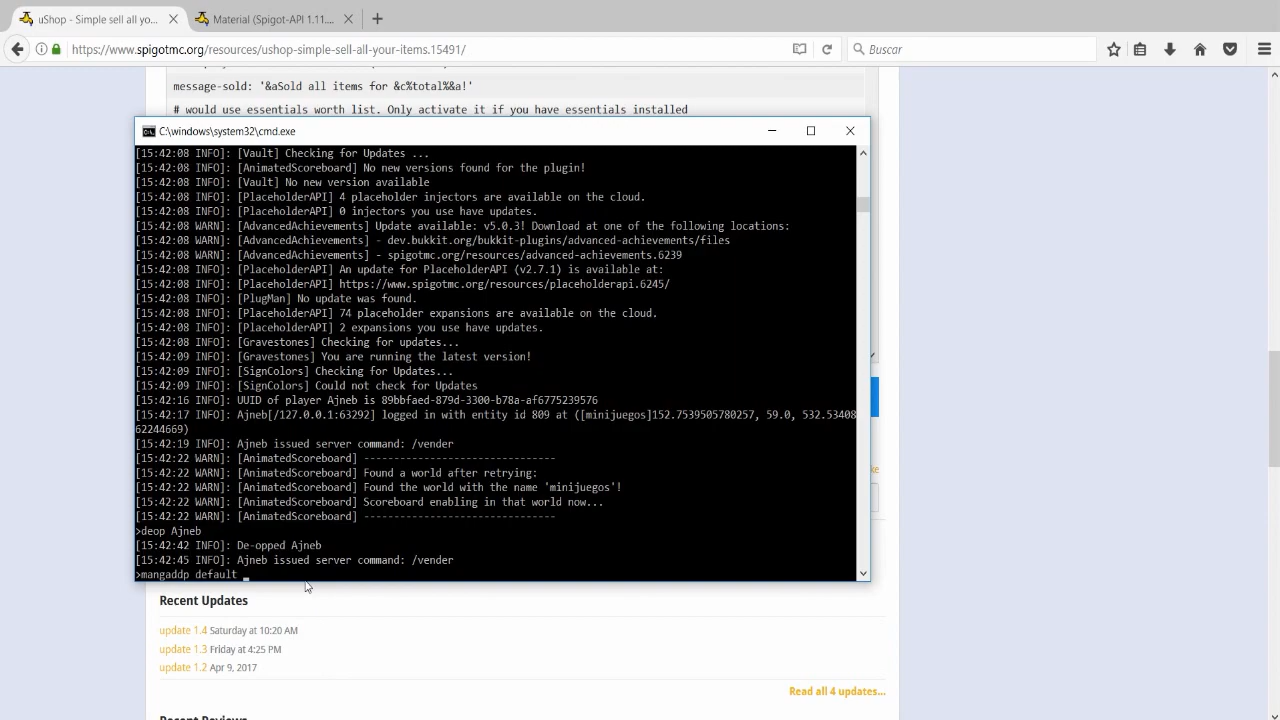 uShop - Simple sell all yo...
Material (Spigot-API 1.11....
https://www.spigotmc.org/resources/ushop-simple-sell-all-your-items.15491/
Buscar
message-sold: '&aSold all items for &c%total%&a!'
# would use essentials worth list. Only activate it if you have essentials installed
C:\windows\system32\cmd.exe
[15:42:08 INFO]: [Vault] Checking for Updates ...
[15:42:08 INFO]: [AnimatedScoreboard] No new versions found for the plugin!
[15:42:08 INFO]: [Vault] No new version available
[15:42:08 INFO]: [PlaceholderAPI] 4 placeholder injectors are available on the cloud.
[15:42:08 INFO]: [PlaceholderAPI] 0 injectors you use have updates.
[15:42:08 WARN]: [AdvancedAchievements] Update available: v5.0.3! Download at one of the following locations:
[15:42:08 WARN]: [AdvancedAchievements] - dev.bukkit.org/bukkit-plugins/advanced-achievements/files
[15:42:08 WARN]: [AdvancedAchievements] - spigotmc.org/resources/advanced-achievements.6239
[15:42:08 INFO]: [PlaceholderAPI] An update for PlaceholderAPI (v2.7.1) is available at:
[15:42:08 INFO]: [PlaceholderAPI] https://www.spigotmc.org/resources/placeholderapi.6245/
[15:42:08 INFO]: [PlugMan] No update was found.
[15:42:08 INFO]: [PlaceholderAPI] 74 placeholder expansions are available on the cloud.
[15:42:08 INFO]: [PlaceholderAPI] 2 expansions you use have updates.
[15:42:08 INFO]: [Gravestones] Checking for updates...
[15:42:09 INFO]: [Gravestones] You are running the latest version!
[15:42:09 INFO]: [SignColors] Checking for Updates...
[15:42:09 INFO]: [SignColors] Could not check for Updates
[15:42:16 INFO]: UUID of player Ajneb is 89bbfaed-879d-3300-b78a-af6775239576
[15:42:17 INFO]: Ajneb[/127.0.0.1:63292] logged in with entity id 809 at ([minijuegos]152.7539505780257, 59.0, 532.53408
62244669)
[15:42:19 INFO]: Ajneb issued server command: /vender
[15:42:22 WARN]: [AnimatedScoreboard] ------------------------------
[15:42:22 WARN]: [AnimatedScoreboard] Found a world after retrying:
[15:42:22 WARN]: [AnimatedScoreboard] Found the world with the name 'minijuegos'!
[15:42:22 WARN]: [AnimatedScoreboard] Scoreboard enabling in that world now...
[15:42:22 WARN]: [AnimatedScoreboard] ------------------------------
>deop Ajneb
[15:42:42 INFO]: De-opped Ajneb
[15:42:45 INFO]: Ajneb issued server command: /vender
>mangaddp default _
Recent Updates
update 1.4 Saturday at 10:20 AM
update 1.3 Friday at 4:25 PM
update 1.2 Apr 9, 2017
Read all 4 updates...